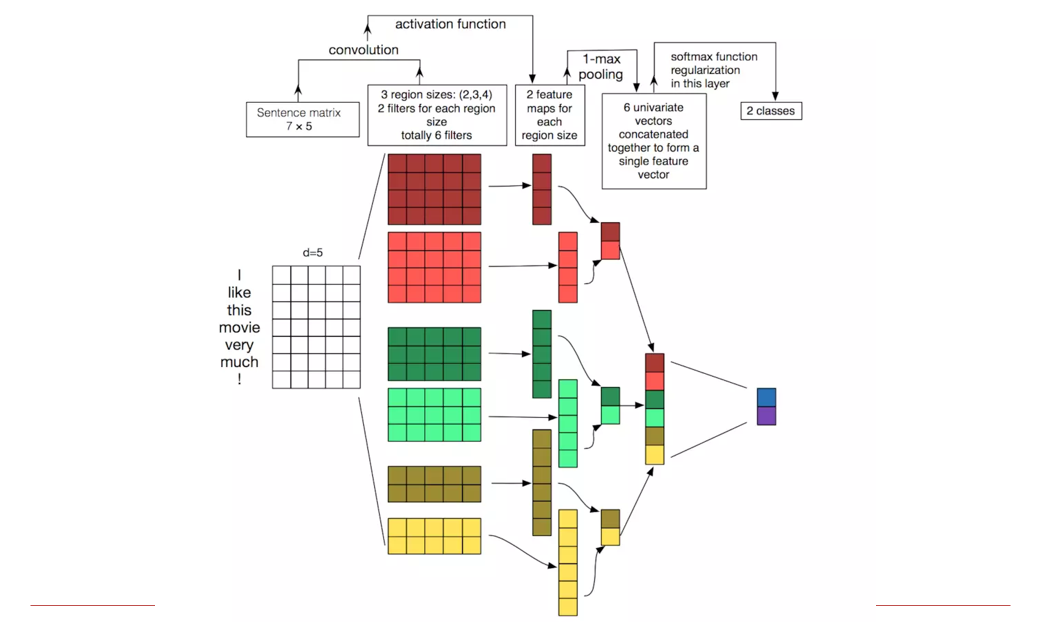 activation function
convolution
1-max
pooling
softmax function
regularization
in this layer
Sentence matrix
7 × 5
3 region sizes: (2,3,4)
2 filters for each region
size
totally 6 filters
2 feature
maps for
each
region size
6 univariate
vectors
concatenated
together to form a
single feature
vector
2 classes
d=5
I
like
this
movie
very
much
!